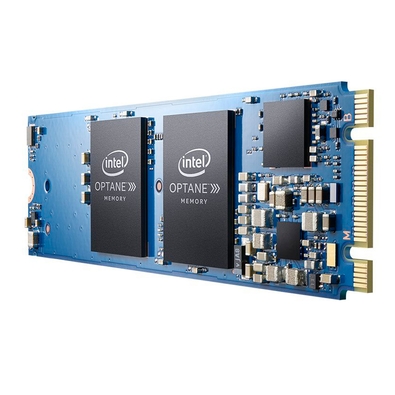 intel
OPTANE
MEMORY
intel
OPTANE
MEMORY
B
M